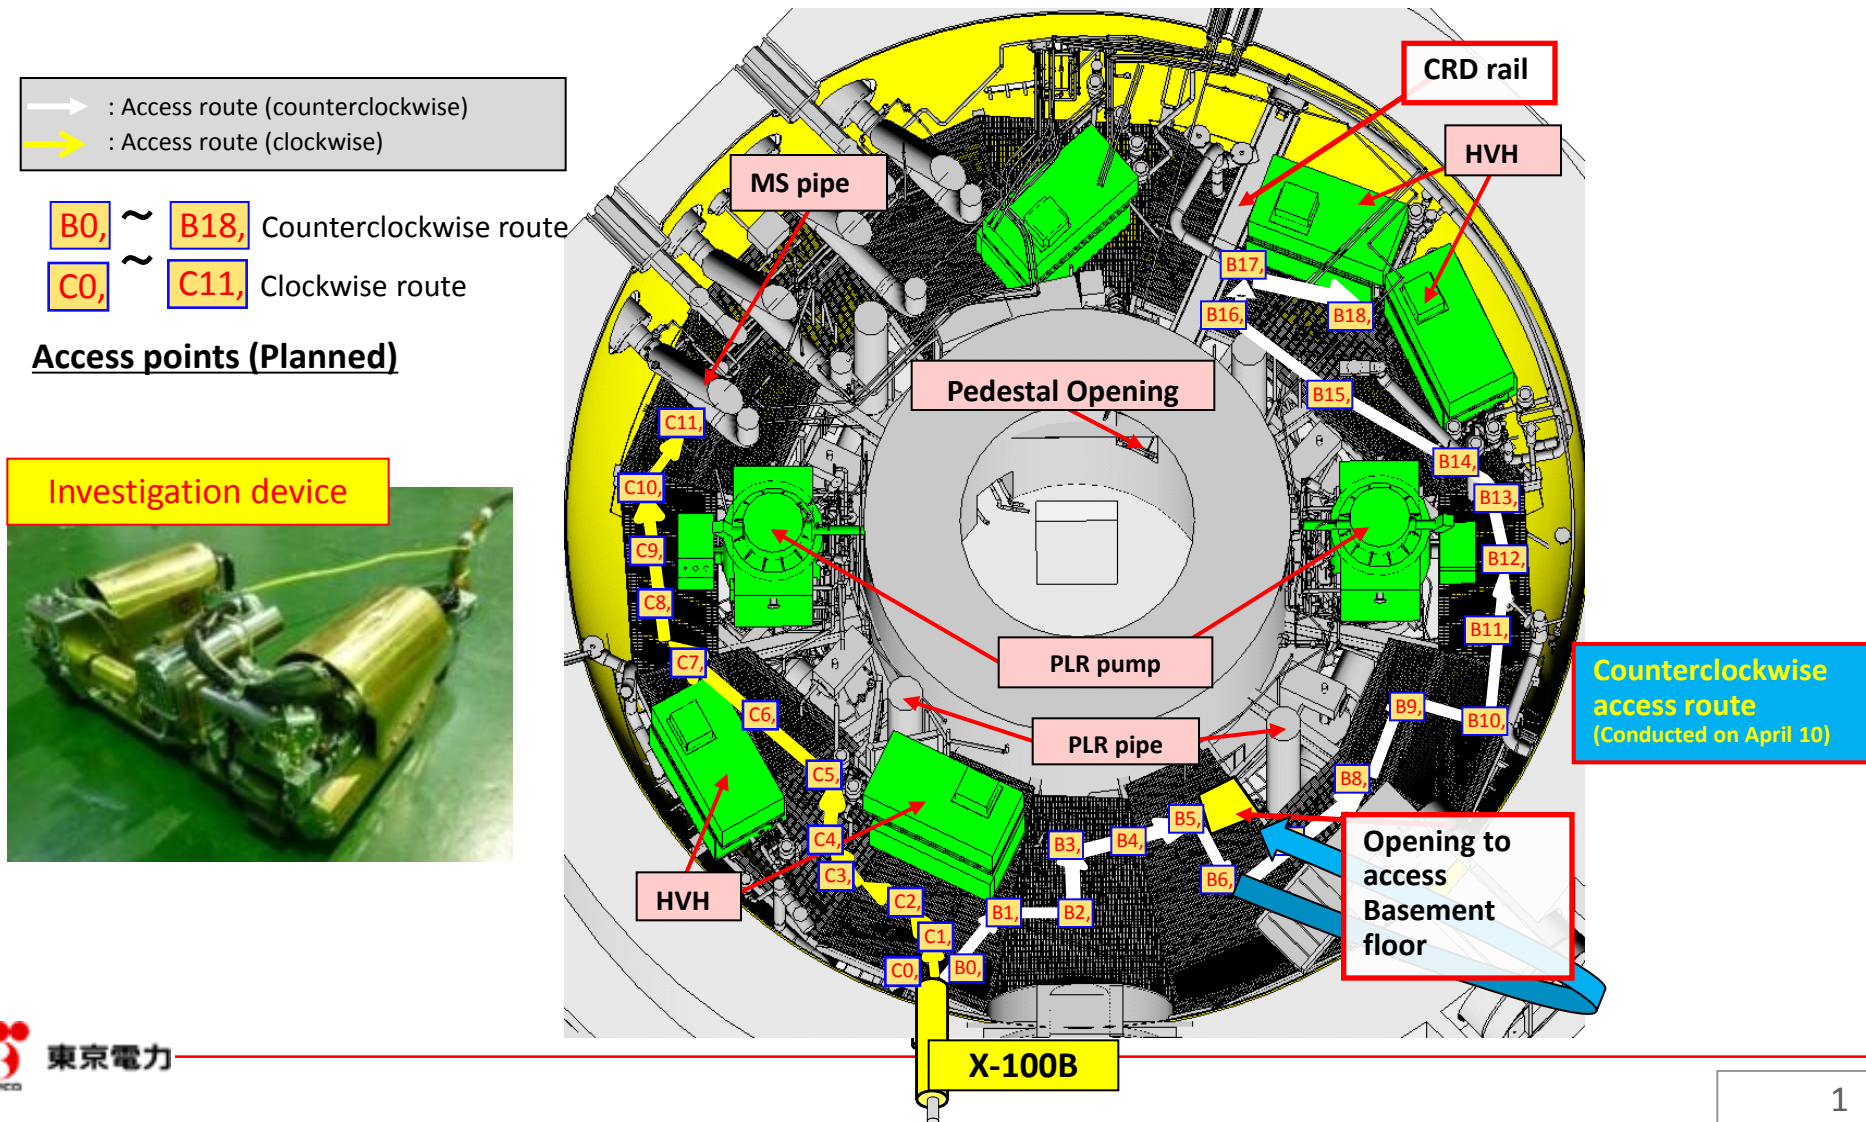 : Access route (counterclockwise)
: Access route (clockwise)
B0, ~ B18, Counterclockwise route
C0, ~ C11, Clockwise route
Access points (Planned)
Investigation device
CRD rail
HVH
MS pipe
Pedestal Opening
PLR pump
PLR pipe
HVH
B17,
B16,
B18,
B15,
B14,
B13,
B12,
B11,
B10,
B9,
B8,
B6,
B5,
B4,
B3,
B2,
B1,
B0,
C11,
C10,
C9,
C8,
C7,
C6,
C5,
C4,
C3,
C2,
C1,
C0,
Counterclockwise
access route
(Conducted on April 10)
Opening to
access
Basement
floor
X-100B
東京電力
1